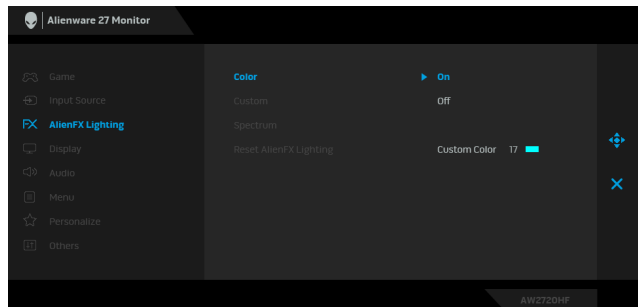 Alienware 27 Monitor
Game
Input Source
FX AlienFX Lighting
Display
Audio
Menu
Personalize
Others
Color On
Custom Off
Spectrum
Reset AlienFX Lighting Custom Color 17
AW2720HF